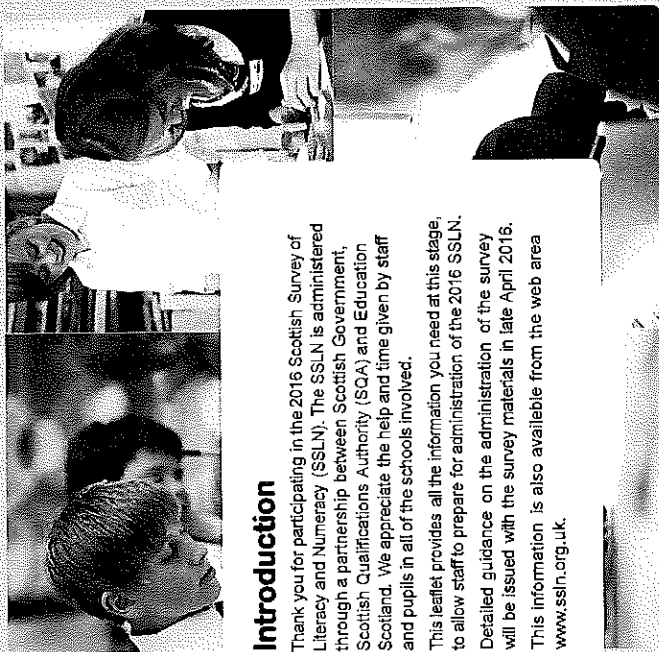 Introduction
Thank you for participating in the 2016 Scottish Survey of
Literacy and Numeracy (SSLN). The SSLN is administered
through a partnership between Scottish Government,
Scottish Qualifications Authority (SQA) and Education
Scotland. We appreciate the help and time given by staff
and pupils in all of the schools involved.
This leaflet provides all the information you need at this stage,
to allow staff to prepare for administration of the 2016 SSLN.
Detailed guidance on the administration of the survey
will be issued with the survey materials in late April 2016.
This information is also available from the web area
www.ssln.org.uk.